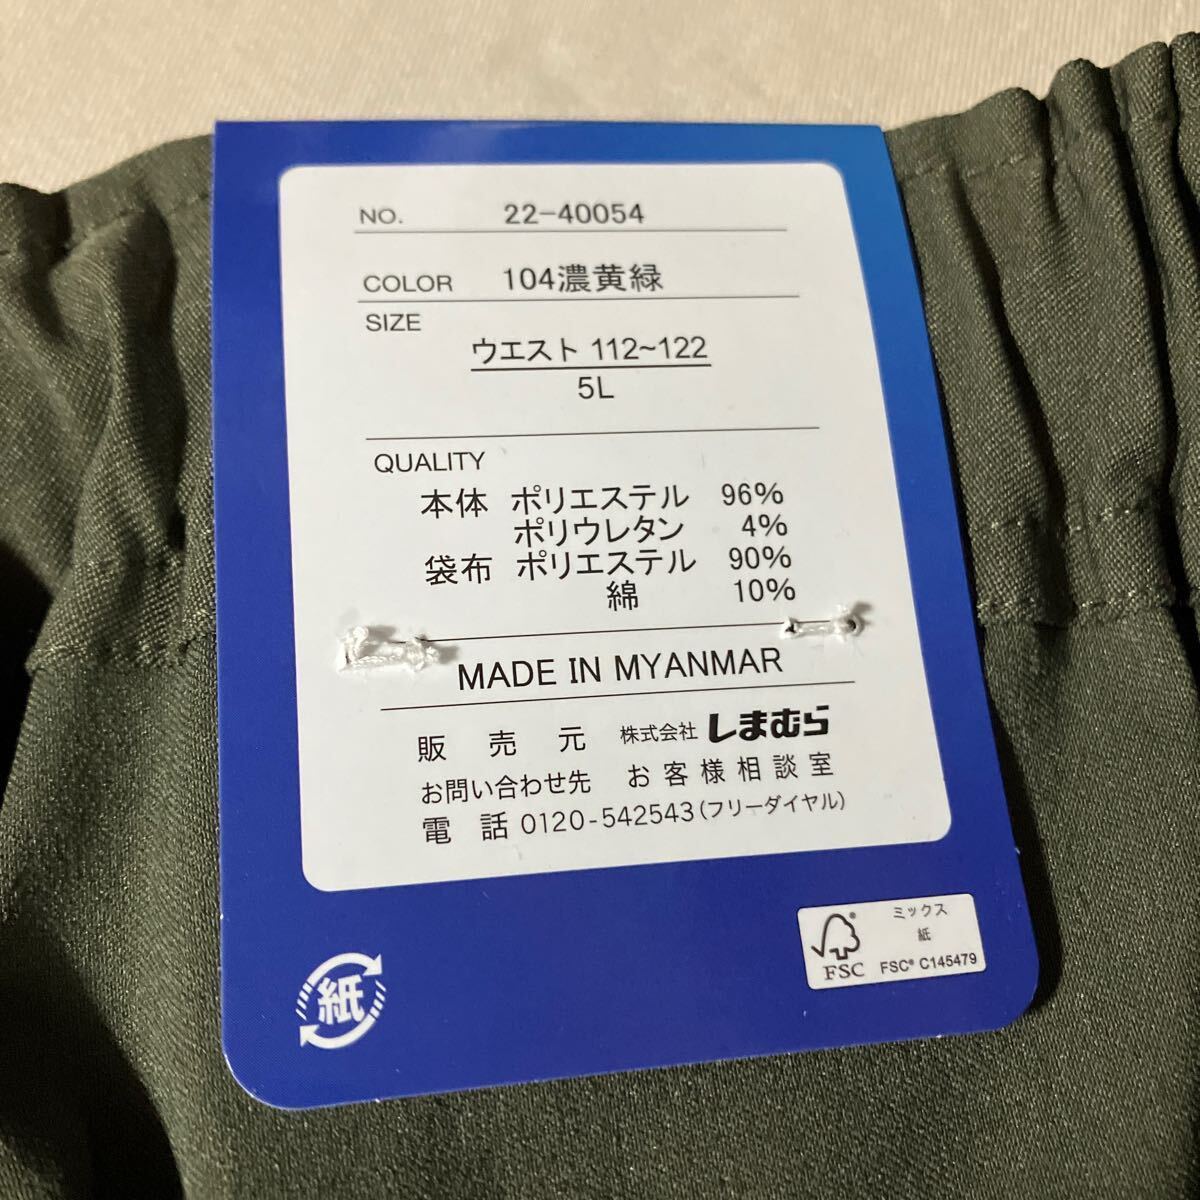 NO. 22-40054
COLOR 104濃黄緑
SIZE
ウエスト 112~122
5L
QUALITY
本体 ポリエステル 96%
ポリウレタン 4%
袋布 ポリエステル 90%
綿 10%
MADE IN MYANMAR
販売元 株式会社 しまむら
お問い合わせ先 お客様相談室
電話 0120-542543(フリーダイヤル)
ミックス
紙
FSC FSC® C145479
紙